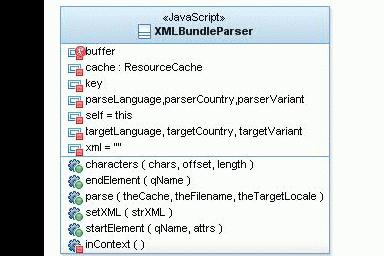 «JavaScript»
XMLBundleParser
buffer
cache : ResourceCache
key
parseLanguage,parserCountry,parserVariant
self = this
targetLanguage, targetCountry, targetVariant
xml = ""
characters ( chars, offset, length )
endElement ( qName )
parse ( theCache, theFilename, theTargetLocale )
setXML ( strXML )
startElement ( qName, attrs )
inContext ( )